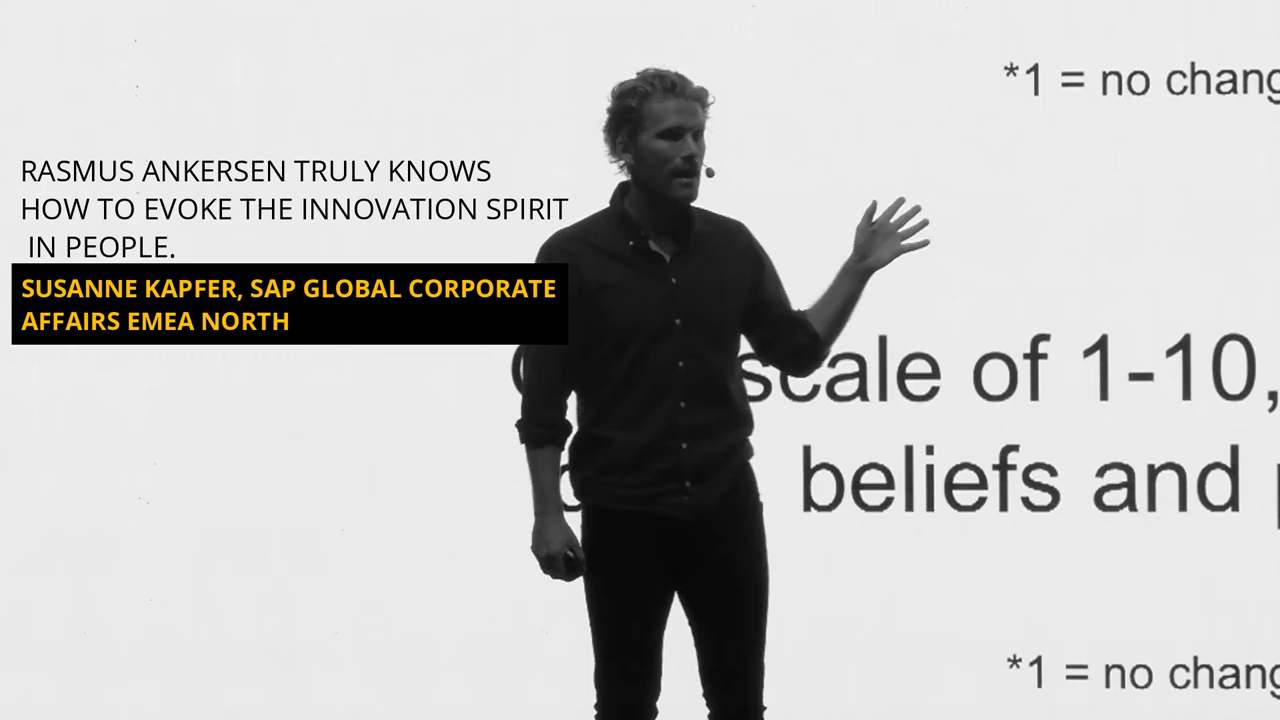 *1 = no chang
RASMUS ANKERSEN TRULY KNOWS
HOW TO EVOKE THE INNOVATION SPIRIT
IN PEOPLE.
SUSANNE KAPFER, SAP GLOBAL CORPORATE
AFFAIRS EMEA NORTH
scale of 1-10,
beliefs and
*1 = no chang